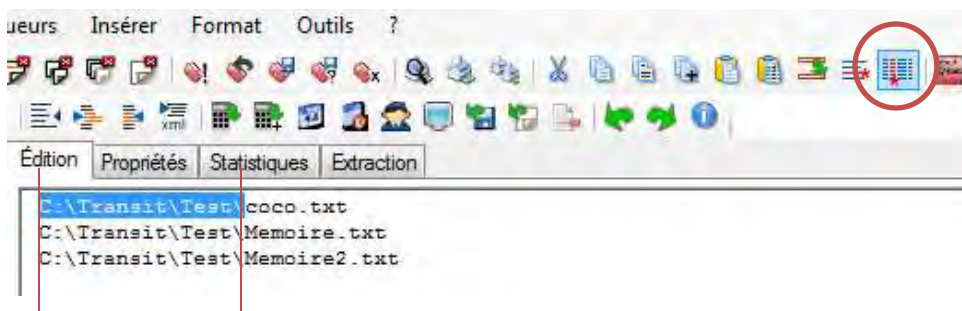 ueurs Insérer Format Outils ?
xml
Édition Propriétés Statistiques Extraction
C:\Transit\Test\coco.txt
C:\Transit\Test\Memoire.txt
C:\Transit\Test\Memoire2.txt